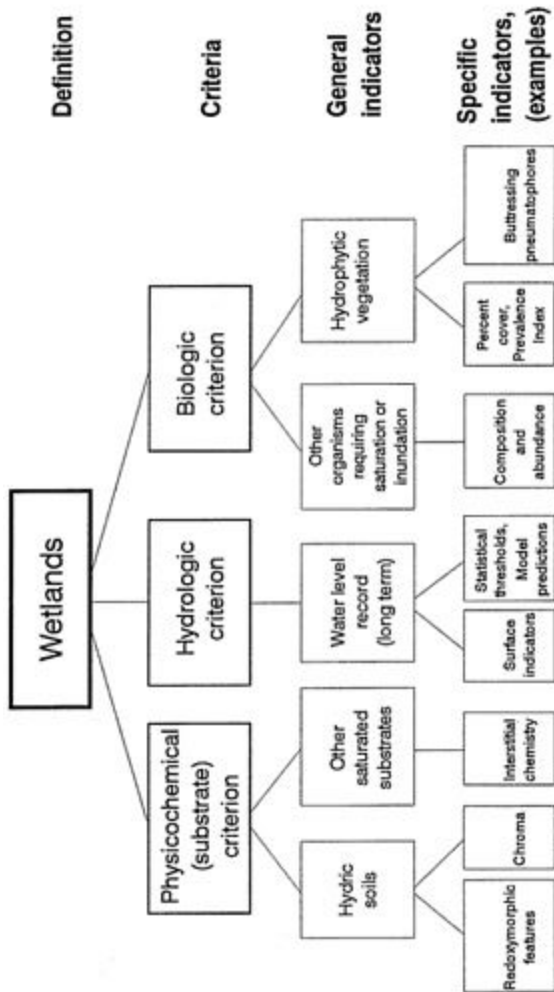 Definition
Wetlands
Criteria
Physicochemical
(substrate)
criterion
Hydrologic
criterion
Biologic
criterion
General
indicators
Hydric
soils
Other
saturated
substrates
Water level
record
(long term)
Other
organisms
requiring
saturation or
inundation
Hydrophytic
vegetation
Specific
indicators,
(examples)
Redoxymorphic
features
Chroma
Interstitial chemistry
Surface
indicators
Statistical
thresholds,
Model
predictions
Composition
and
abundance
Percent
cover,
Prevalence
Index
Buttressing
pneumatophores